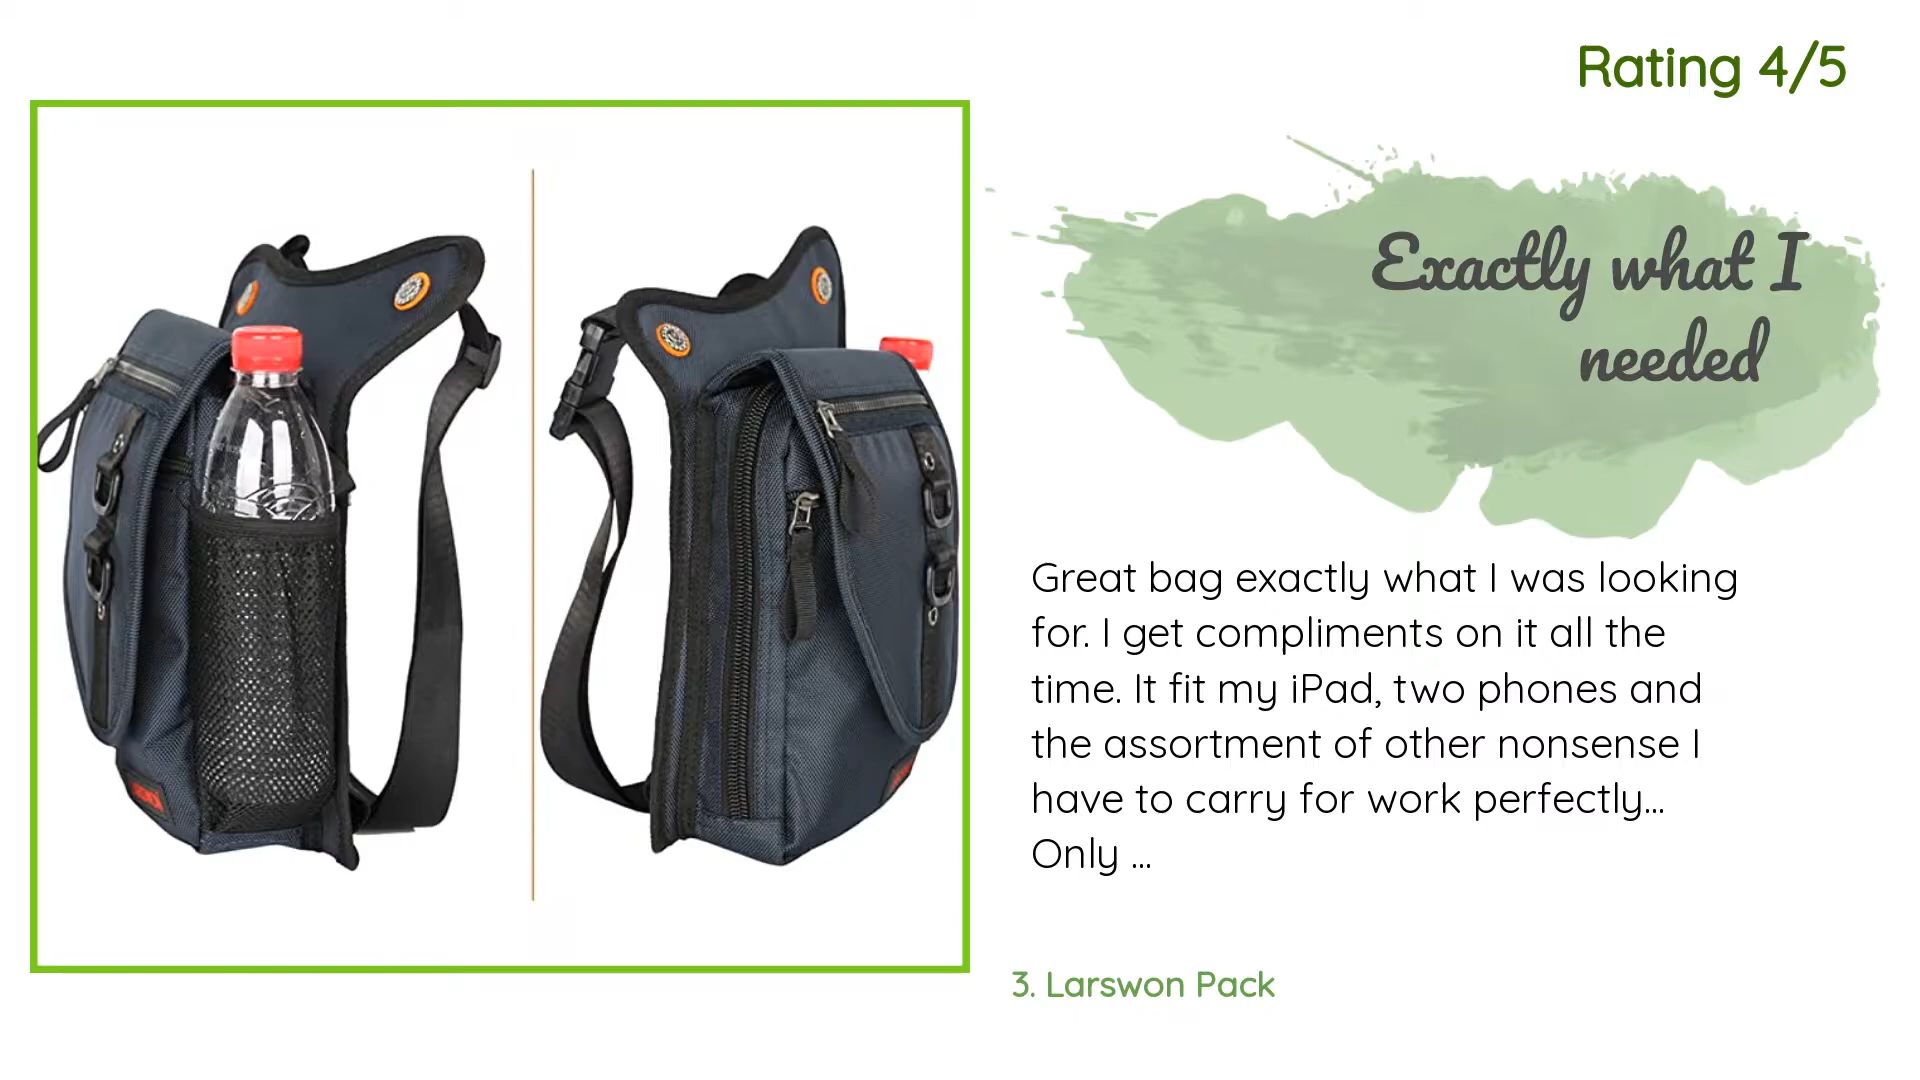 Rating 4/5
Exactly what I
needed
Great bag exactly what I was looking
for. I get compliments on it all the
time. It fit my iPad, two phones and
the assortment of other nonsense I
have to carry for work perfectly...
Only ...
3. Larswon Pack